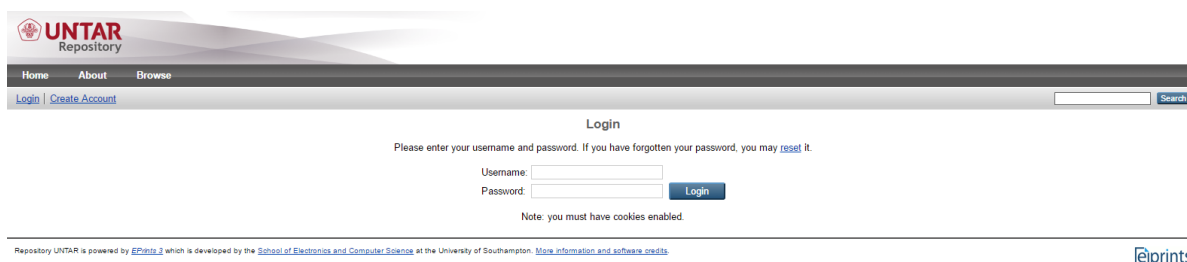 UNTAR
Repository
Home About Browse
Login | Create Account Search
Login
Please enter your username and password. If you have forgotten your password, you may reset it.
Username:
Password: Login
Note: you must have cookies enabled.
Repository UNTAR is powered by EPrints 3 which is developed by the School of Electronics and Computer Science at the University of Southampton. More information and software credits.
eprints